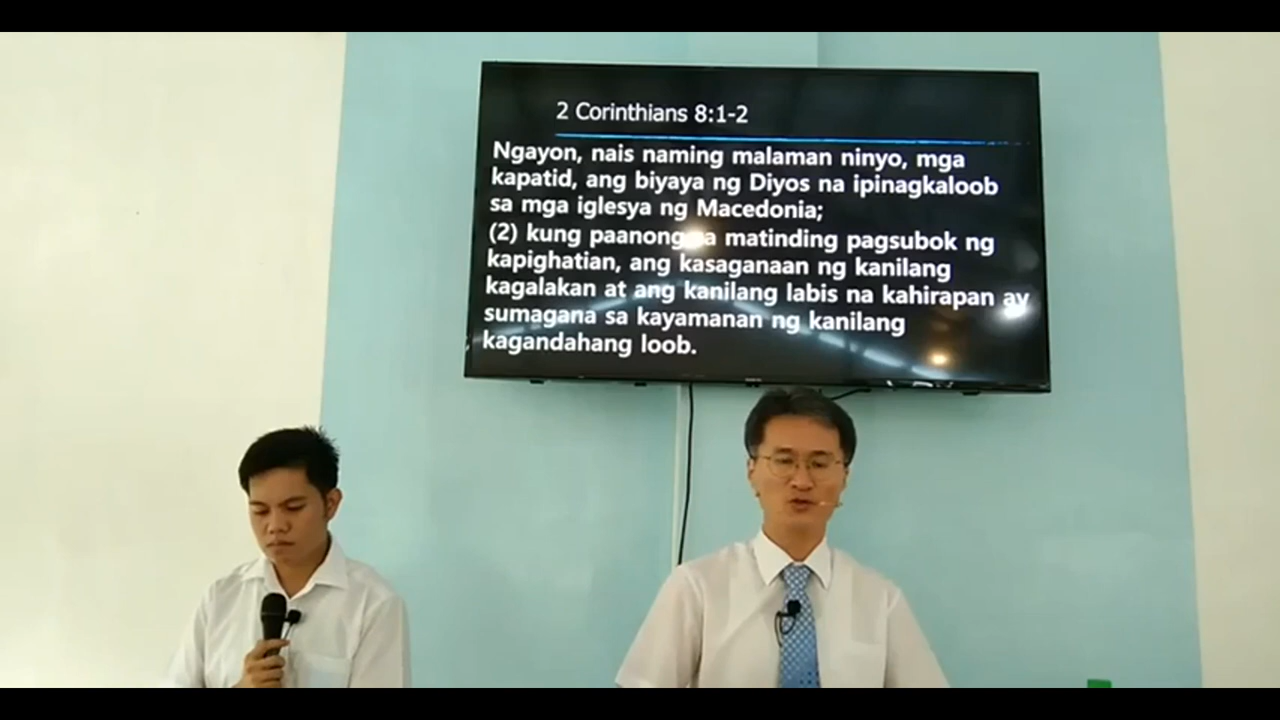 2 Corinthians 8:1-2
Ngayon, nais naming malaman ninyo, mga
kapatid, ang biyaya ng Diyos na ipinagkaloob
sa mga iglesya ng Macedonia;
(2) kung paanong matinding pagsubok ng
kapighatian, ang kasaganaan ng kanilang
kagalakan at ang kanilang labis na kahirapan ay
sumagana sa kayamanan ng kanilang
kagandahang loob.